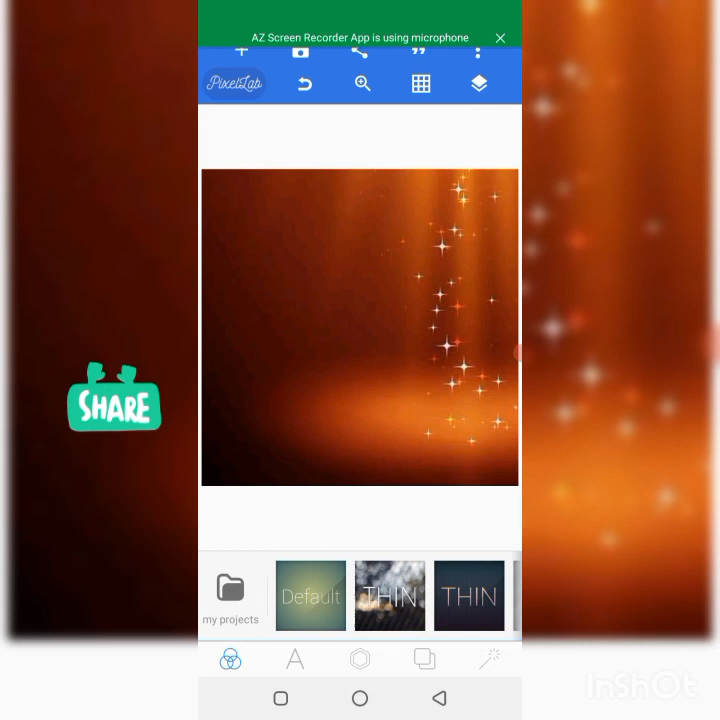 AZ Screen Recorder App is using microphone
PixelLab
SHARE
Default
THIN
THIN
my projects
InShOt